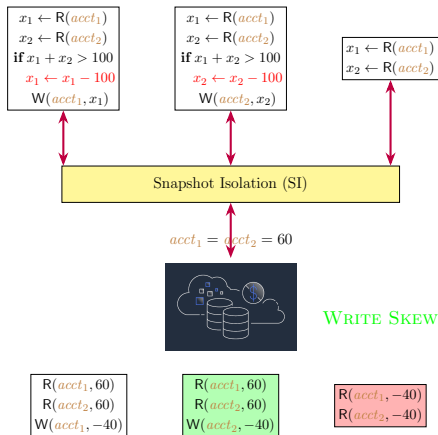 x₁ ← R(acct₁)
x₂ ← R(acct₂)
if x₁ + x₂ > 100
x₁ ← x₁ − 100
W(acct₁, x₁)
x₁ ← R(acct₁)
x₂ ← R(acct₂)
if x₁ + x₂ > 100
x₂ ← x₂ − 100
W(acct₂, x₂)
x₁ ← R(acct₁)
x₂ ← R(acct₂)
Snapshot Isolation (SI)
acct₁ = acct₂ = 60
WRITE SKEW
R(acct₁, 60)
R(acct₂, 60)
W(acct₁, −40)
R(acct₁, 60)
R(acct₂, 60)
W(acct₂, −40)
R(acct₁, −40)
R(acct₂, −40)